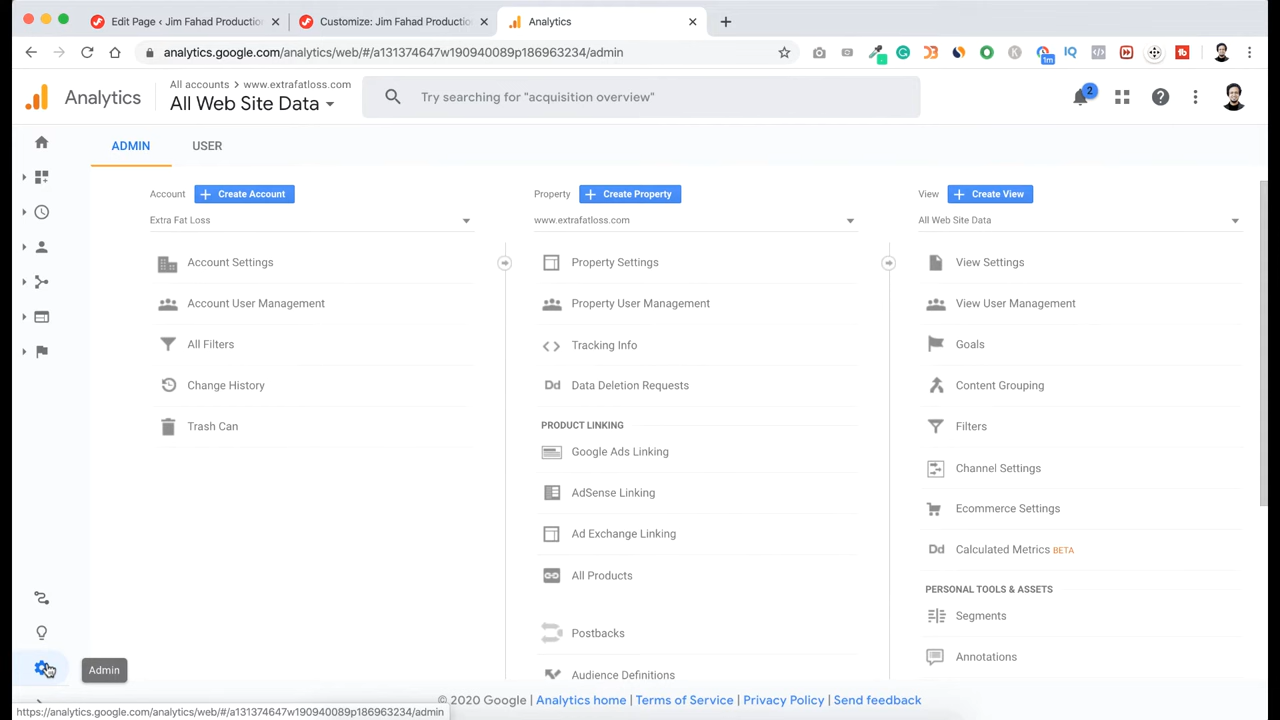 Edit Page ‹ Jim Fahad Production
Customize: Jim Fahad Productio
Analytics
analytics.google.com/analytics/web/#/a131374647w190940089p186963234/admin
1m
IQ
Analytics
All accounts > www.extrafatloss.com
All Web Site Data
Try searching for "acquisition overview"
2
ADMIN
USER
Account
Create Account
Extra Fat Loss
Account Settings
Account User Management
All Filters
Change History
Trash Can
Property
Create Property
www.extrafatloss.com
Property Settings
Property User Management
Tracking Info
Dd Data Deletion Requests
PRODUCT LINKING
Google Ads Linking
AdSense Linking
Ad Exchange Linking
All Products
Postbacks
Audience Definitions
View
Create View
All Web Site Data
View Settings
View User Management
Goals
Content Grouping
Filters
Channel Settings
Ecommerce Settings
Dd Calculated Metrics BETA
PERSONAL TOOLS & ASSETS
Segments
Annotations
Admin
© 2020 Google | Analytics home | Terms of Service | Privacy Policy | Send feedback
https://analytics.google.com/analytics/web/#/a131374647w190940089p186963234/admin